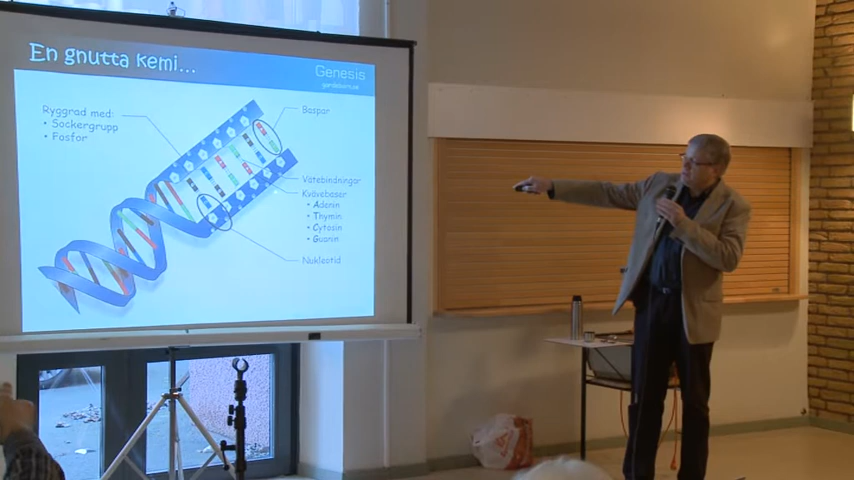 En gnutta kemi...
Genesis
Ryggrad med:
• Sockergrupp
• Fosfor
Baspar
Vätebindningar
Kvävebaser
• Adenin
• Thymin
• Cytosin
• Guanin
Nukleotid